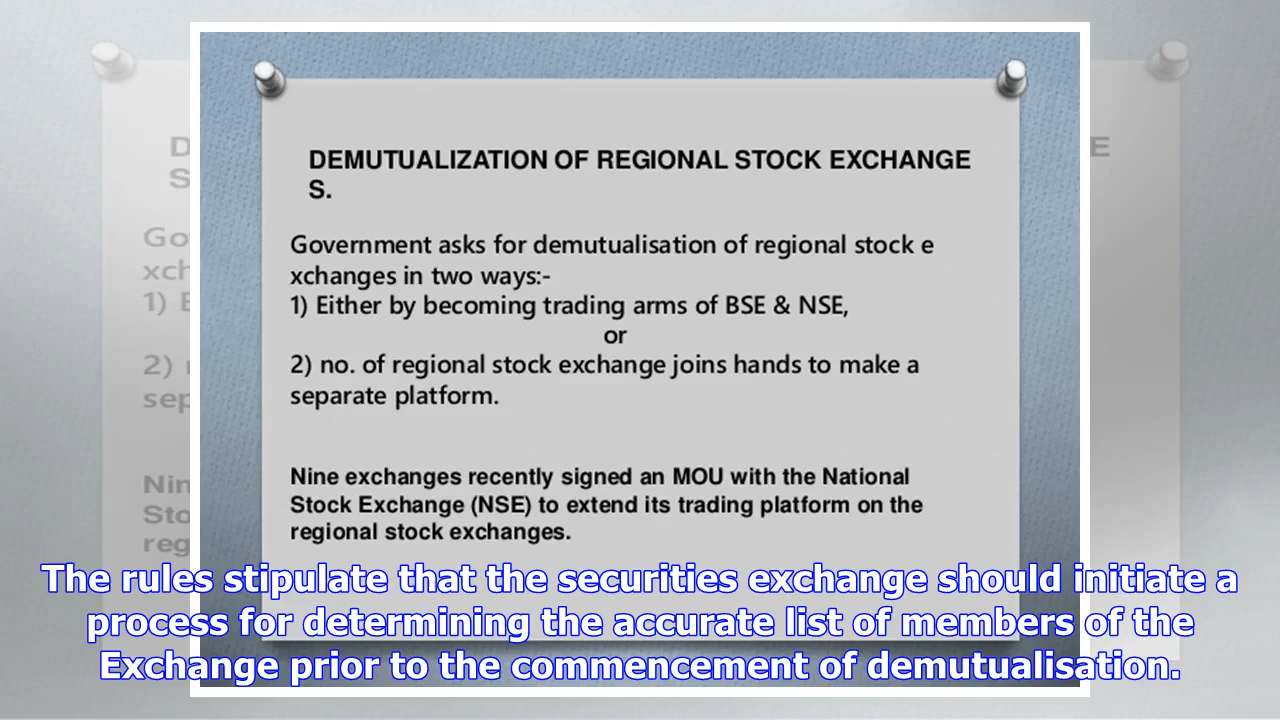 DEMUTUALIZATION OF REGIONAL STOCK EXCHANGE
S.
Government asks for demutualisation of regional stock e
xchanges in two ways:-
1) Either by becoming trading arms of BSE & NSE,
or
2) no. of regional stock exchange joins hands to make a
separate platform.
Nine exchanges recently signed an MOU with the National
Stock Exchange (NSE) to extend its trading platform on the
regional stock exchanges.
The rules stipulate that the securities exchange should initiate a
process for determining the accurate list of members of the
Exchange prior to the commencement of demutualisation.